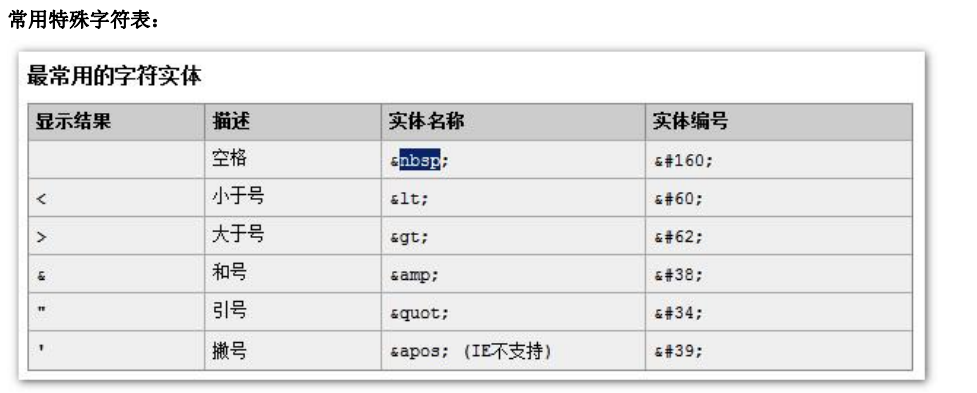 常用特殊字符表：
最常用的字符实体
显示结果 描述 实体名称 实体编号
空格 &nbsp; &#160;
< 小于号 &lt; &#60;
> 大于号 &gt; &#62;
& 和号 &amp; &#38;
" 引号 &quot; &#34;
' 撇号 &apos; (IE不支持) &#39;